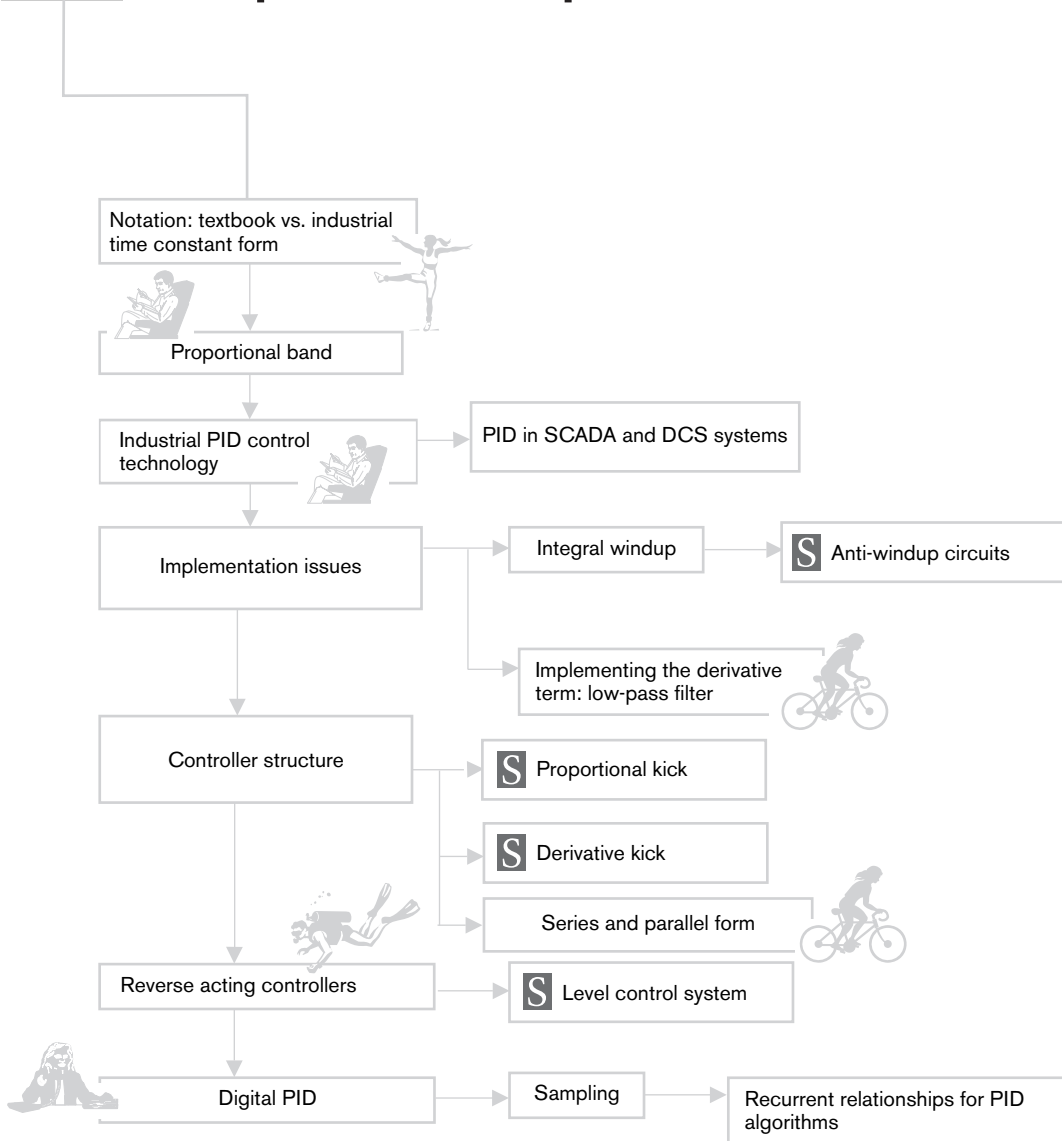 Notation: textbook vs. industrial
time constant form
Proportional band
Industrial PID control
technology
PID in SCADA and DCS systems
Implementation issues
Integral windup
S Anti-windup circuits
Implementing the derivative
term: low-pass filter
Controller structure
S Proportional kick
S Derivative kick
Series and parallel form
Reverse acting controllers
S Level control system
Digital PID
Sampling
Recurrent relationships for PID
algorithms